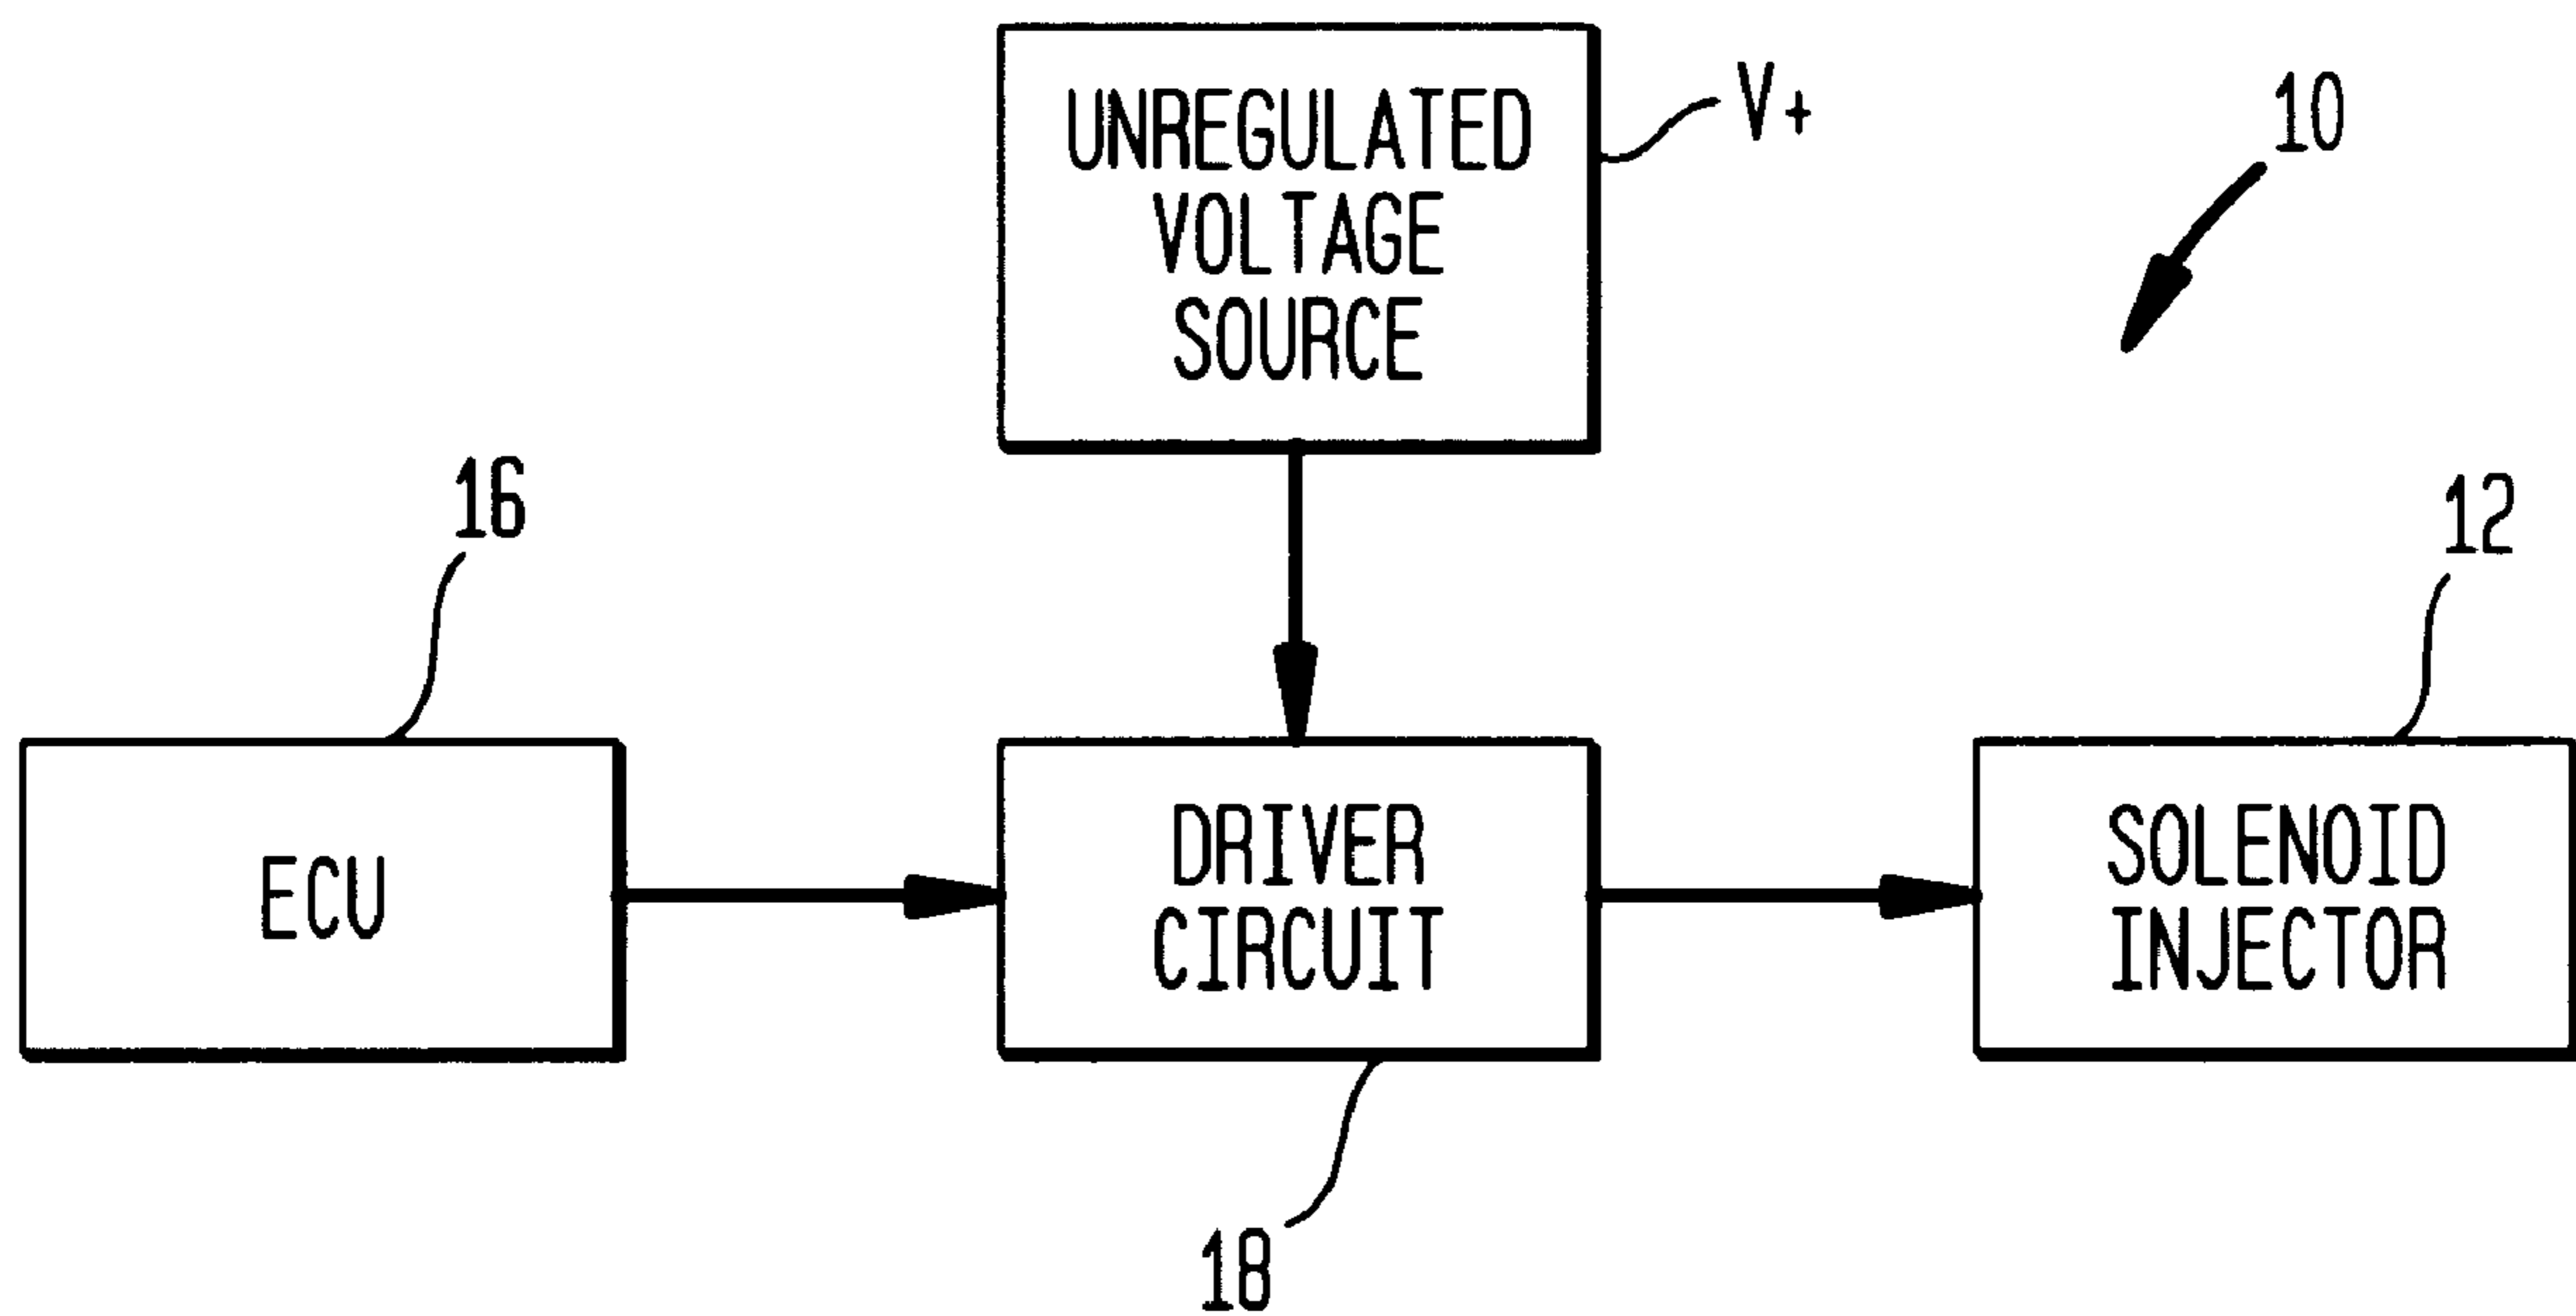 UNREGULATED
VOLTAGE
SOURCE
V+
10
16
12
ECU
DRIVER
CIRCUIT
SOLENOID
INJECTOR
18